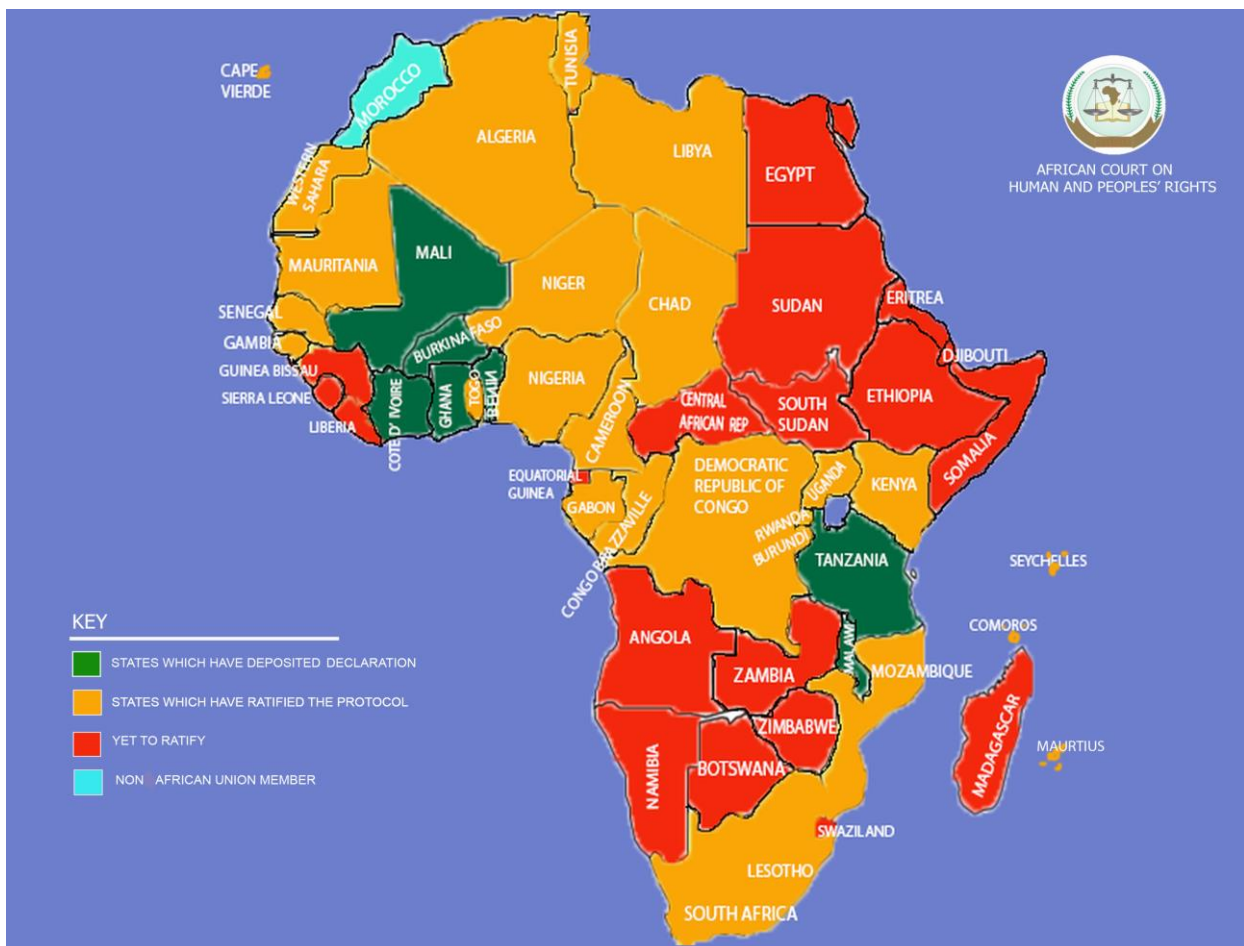 CAPE
VIERDE
MOROCCO
TUNISIA
ALGERIA
LIBYA
EGYPT
WESTERN
SAHARA
AFRICAN COURT ON
HUMAN AND PEOPLES' RIGHTS
MAURITANIA
MALI
NIGER
CHAD
SUDAN
ERITREA
SENEGAL
GAMBIA
GUINEA BISSAU
SIERRA LEONE
LIBERIA
BURKINA FASO
COTE D' IVOIRE
GHANA
TOGO
BENIN
NIGERIA
CAMEROON
CENTRAL
AFRICAN REP
SOUTH
SUDAN
ETHIOPIA
DJIBOUTI
SOMALIA
EQUATORIAL
GUINEA
GABON
CONGO BRAZZAVILLE
DEMOCRATIC
REPUBLIC OF
CONGO
UGANDA
KENYA
RWANDA
BURUNDI
TANZANIA
SEYCHELLES
COMOROS
ANGOLA
ZAMBIA
MALAWI
MOZAMBIQUE
ZIMBABWE
MADAGASCAR
MAURTIUS
NAMIBIA
BOTSWANA
SWAZILAND
LESOTHO
SOUTH AFRICA
KEY
STATES WHICH HAVE DEPOSITED DECLARATION
STATES WHICH HAVE RATIFIED THE PROTOCOL
YET TO RATIFY
NON AFRICAN UNION MEMBER